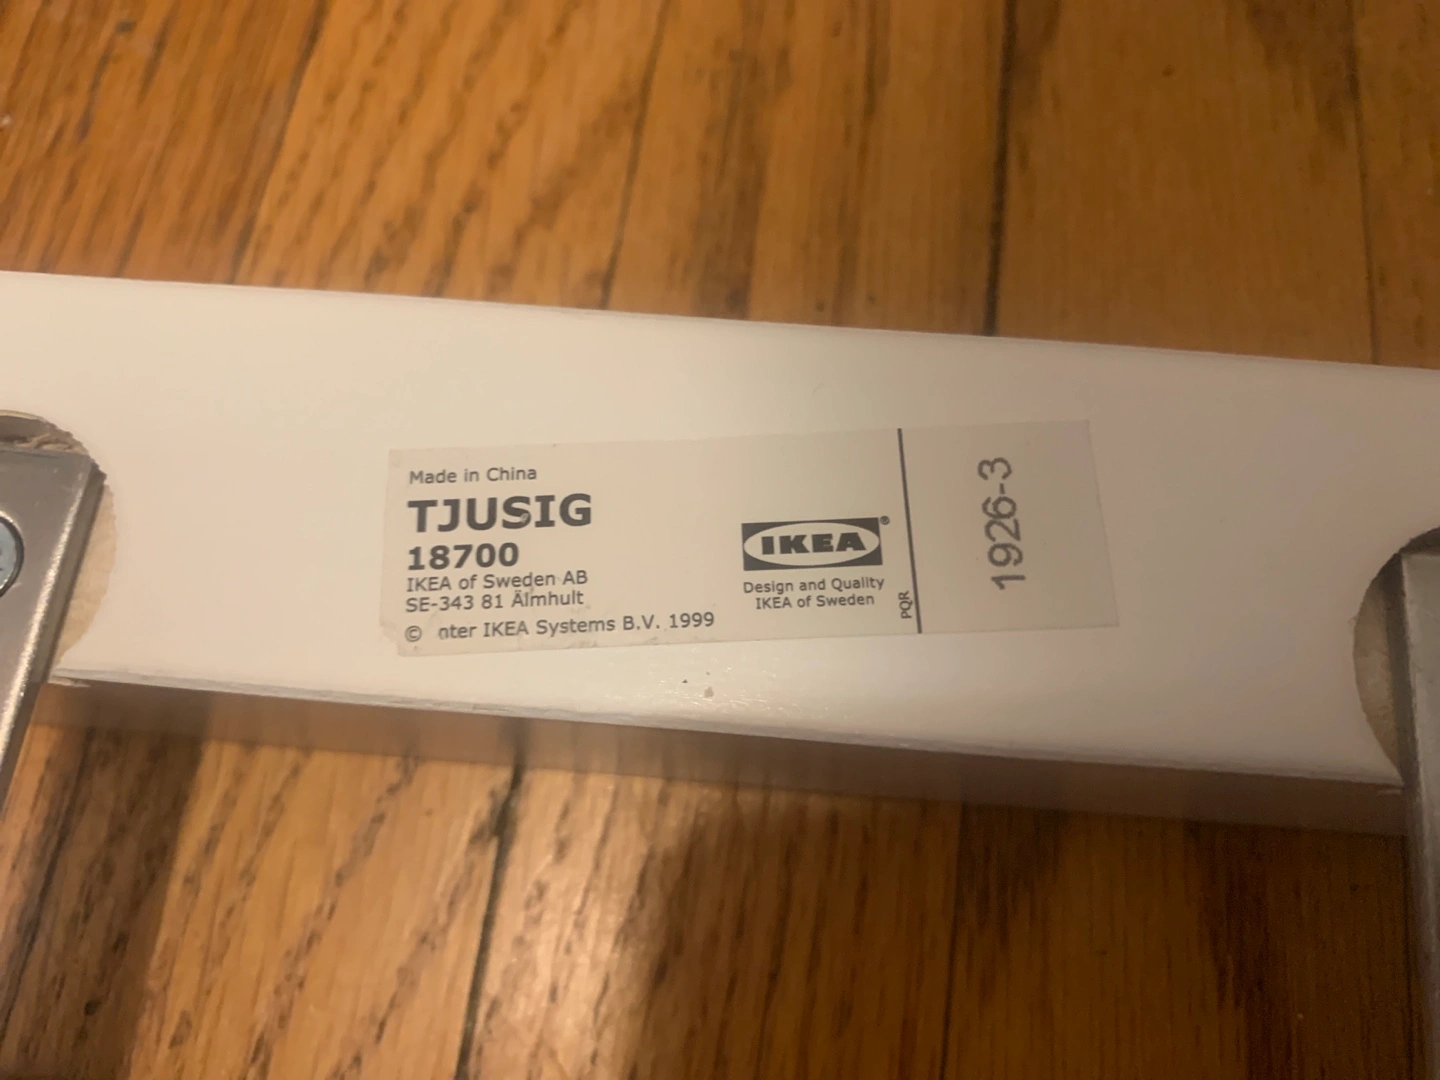 Made in China
TJUSIG
18700
IKEA of Sweden AB
SE-343 81 Älmhult
© nter IKEA Systems B.V. 1999
IKEA®
Design and Quality
IKEA of Sweden
PQR
1926-3